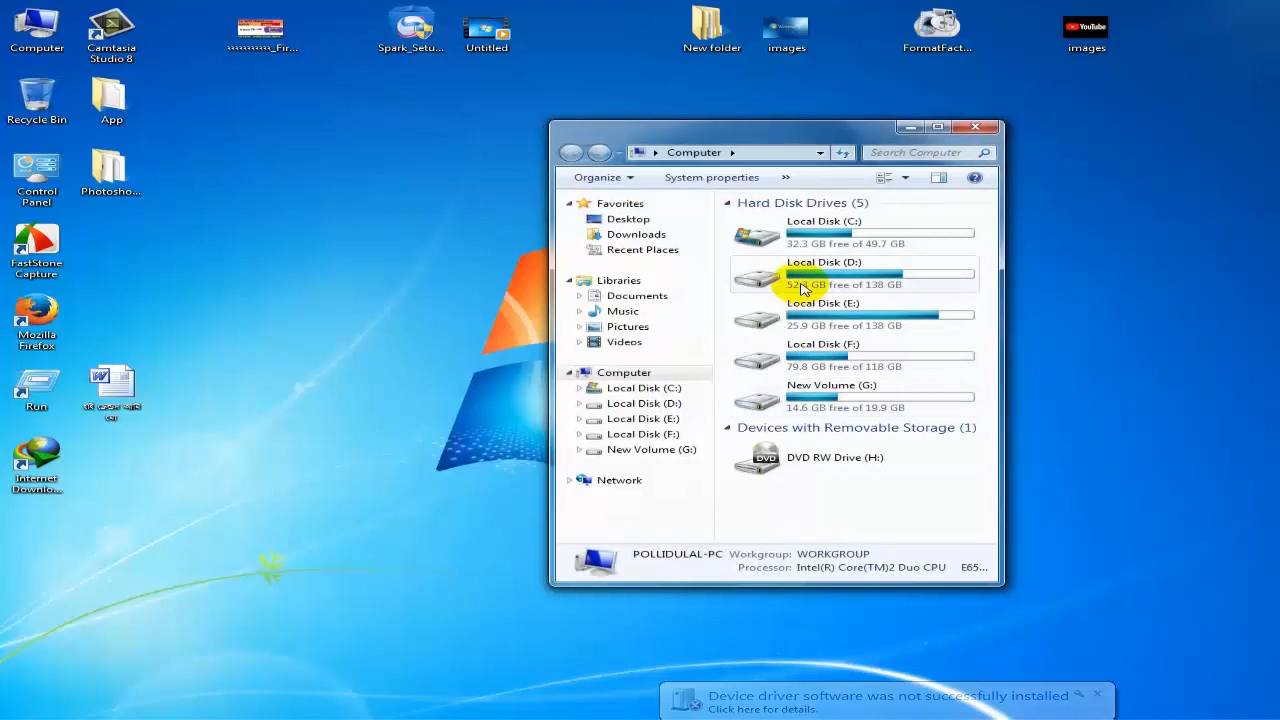 Computer
Camtasia
Studio 8
Spark_Setu...
Untitled
New folder
images
FormatFact...
YouTube
images
Recycle Bin
App
Control
Panel
Photosho...
FastStone
Capture
Mozilla
Firefox
Run
Internet
Downlo...
Computer
Search Computer
Organize
System properties
»
Favorites
Desktop
Downloads
Recent Places
Libraries
Documents
Music
Pictures
Videos
Computer
Local Disk (C:)
Local Disk (D:)
Local Disk (E:)
Local Disk (F:)
New Volume (G:)
Network
Hard Disk Drives (5)
Local Disk (C:)
32.3 GB free of 49.7 GB
Local Disk (D:)
GB free of 138 GB
Local Disk (E:)
25.9 GB free of 138 GB
Local Disk (F:)
79.8 GB free of 118 GB
New Volume (G:)
14.6 GB free of 19.9 GB
Devices with Removable Storage (1)
DVD
DVD RW Drive (H:)
POLLIDULAL-PC Workgroup: WORKGROUP
Processor: Intel(R) Core(TM)2 Duo CPU E65...
Device driver software was not successfully installed
Click here for details.